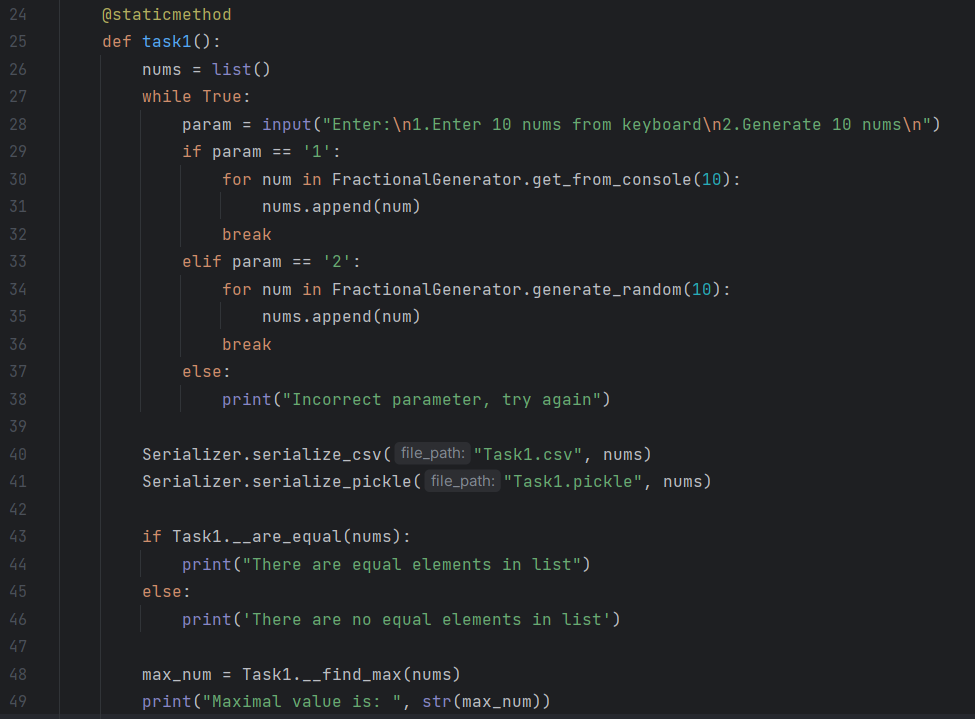 24 @staticmethod
25 def task1():
26 nums = list()
27 while True:
28 param = input("Enter:\n1.Enter 10 nums from keyboard\n2.Generate 10 nums\n")
29 if param == '1':
30 for num in FractionalGenerator.get_from_console(10):
31 nums.append(num)
32 break
33 elif param == '2':
34 for num in FractionalGenerator.generate_random(10):
35 nums.append(num)
36 break
37 else:
38 print("Incorrect parameter, try again")
39
40 Serializer.serialize_csv( file_path: "Task1.csv", nums)
41 Serializer.serialize_pickle( file_path: "Task1.pickle", nums)
42
43 if Task1.__are_equal(nums):
44 print("There are equal elements in list")
45 else:
46 print('There are no equal elements in list')
47
48 max_num = Task1.__find_max(nums)
49 print("Maximal value is: ", str(max_num))